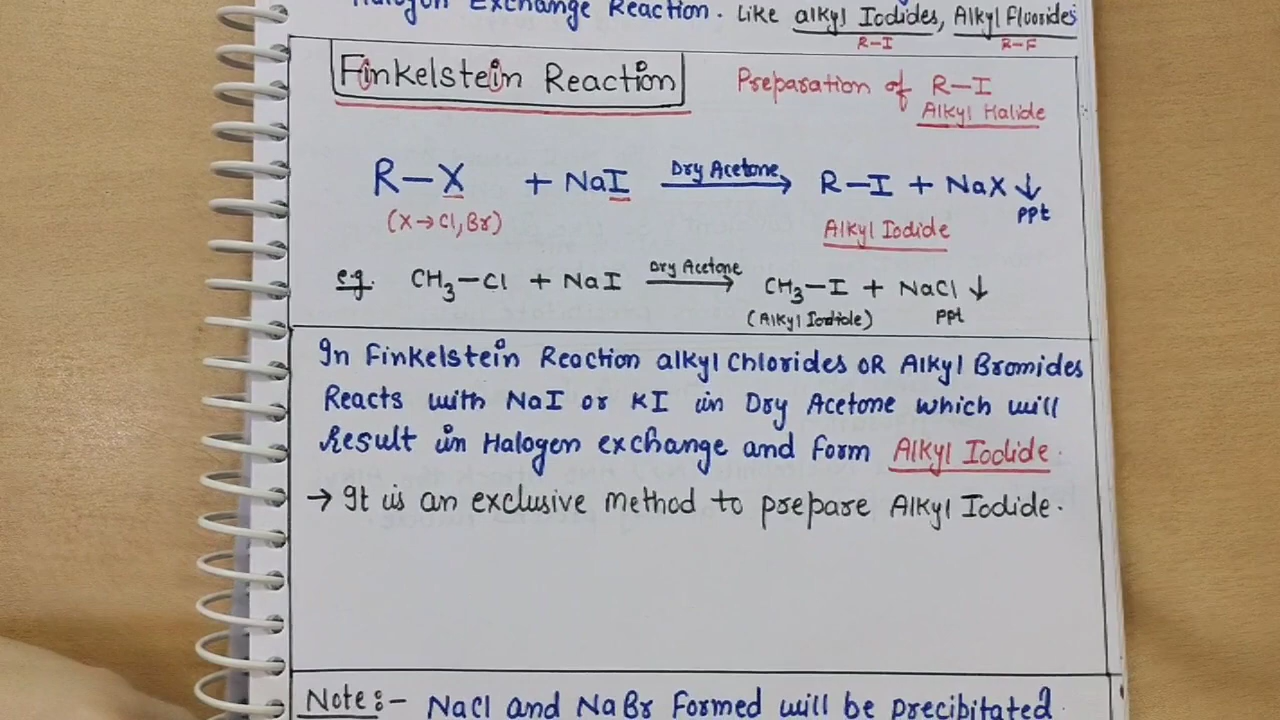 Halogen Exchange Reaction. Like alkyl Iodides, Alkyl Fluorides
R-I R-F
Finkelstein Reaction Preparation of R-I
Alkyl Halide
R-X + NaI Dry Acetone → R-I + NaX ↓
(X→Cl, Br) Alkyl Iodide ppt
e.g. CH3-Cl + NaI Dry Acetone → CH3-I + NaCl ↓
(Alkyl Iodide) ppt
In Finkelstein Reaction alkyl Chlorides OR Alkyl Bromides
Reacts with NaI or KI in Dry Acetone which will
result in Halogen exchange and form Alkyl Iodide.
→ It is an exclusive method to prepare Alkyl Iodide.
Note:- NaCl and NaBr formed will be precibitated